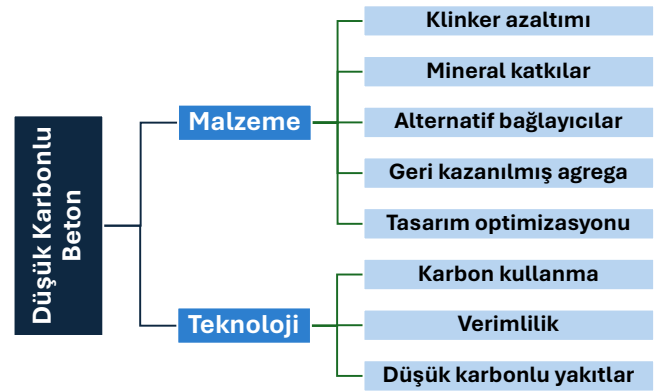 Düşük Karbonlu
Beton
Malzeme
Klinker azaltımı
Mineral katkılar
Alternatif bağlayıcılar
Geri kazanılmış agrega
Tasarım optimizasyonu
Teknoloji
Karbon kullanma
Verimlilik
Düşük karbonlu yakıtlar